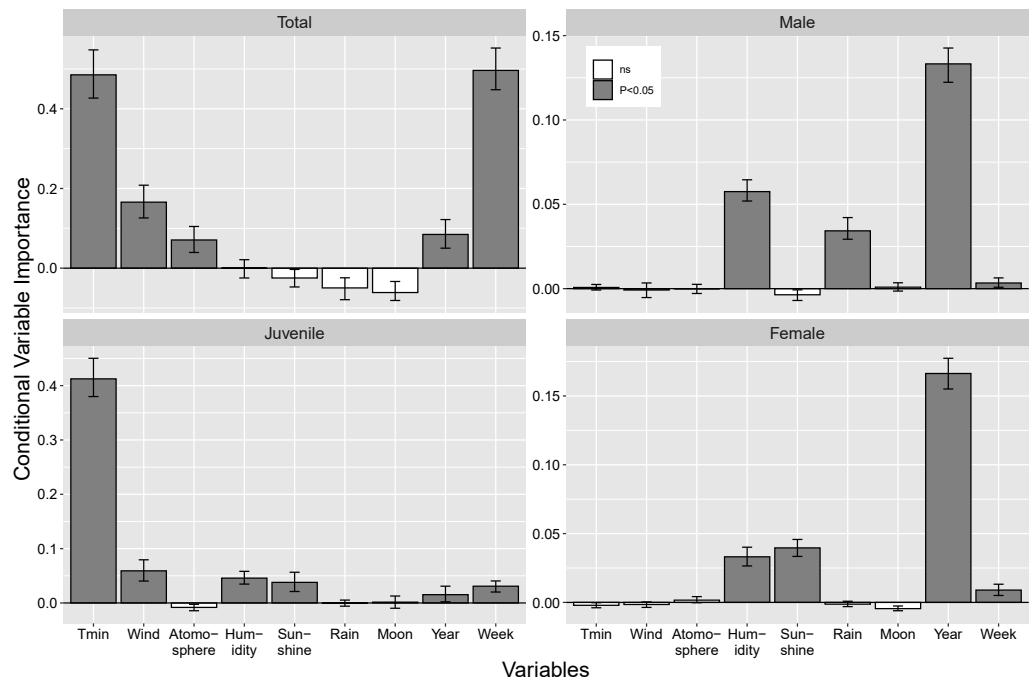 Total
Male
0.4
0.2
0.0
0.15
0.10
0.05
0.00
ns
P<0.05
Conditional Variable Importance
Juvenile
Female
0.4
0.3
0.2
0.1
0.0
0.15
0.10
0.05
0.00
Tmin Wind Atomo− Hum− Sun− Rain Moon Year Week
sphere idity shine
Tmin Wind Atomo− Hum− Sun− Rain Moon Year Week
sphere idity shine
Variables